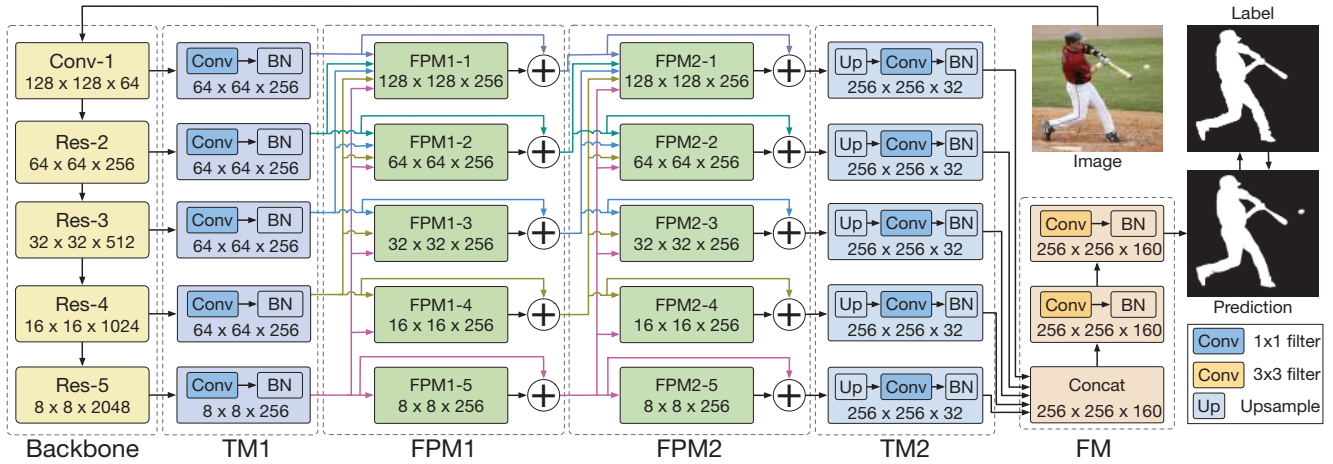 Conv-1
128 x 128 x 64
Res-2
64 x 64 x 256
Res-3
32 x 32 x 512
Res-4
16 x 16 x 1024
Res-5
8 x 8 x 2048
Backbone
Conv BN
64 x 64 x 256
Conv BN
64 x 64 x 256
Conv BN
64 x 64 x 256
Conv BN
64 x 64 x 256
Conv BN
8 x 8 x 256
TM1
FPM1-1
128 x 128 x 256
FPM1-2
64 x 64 x 256
FPM1-3
32 x 32 x 256
FPM1-4
16 x 16 x 256
FPM1-5
8 x 8 x 256
FPM1
FPM2-1
128 x 128 x 256
FPM2-2
64 x 64 x 256
FPM2-3
32 x 32 x 256
FPM2-4
16 x 16 x 256
FPM2-5
8 x 8 x 256
FPM2
Up Conv BN
256 x 256 x 32
Up Conv BN
256 x 256 x 32
Up Conv BN
256 x 256 x 32
Up Conv BN
256 x 256 x 32
Up Conv BN
256 x 256 x 32
TM2
Image
Conv BN
256 x 256 x 160
Conv BN
256 x 256 x 160
Concat
256 x 256 x 160
FM
Label
Prediction
Conv 1x1 filter
Conv 3x3 filter
Up Upsample